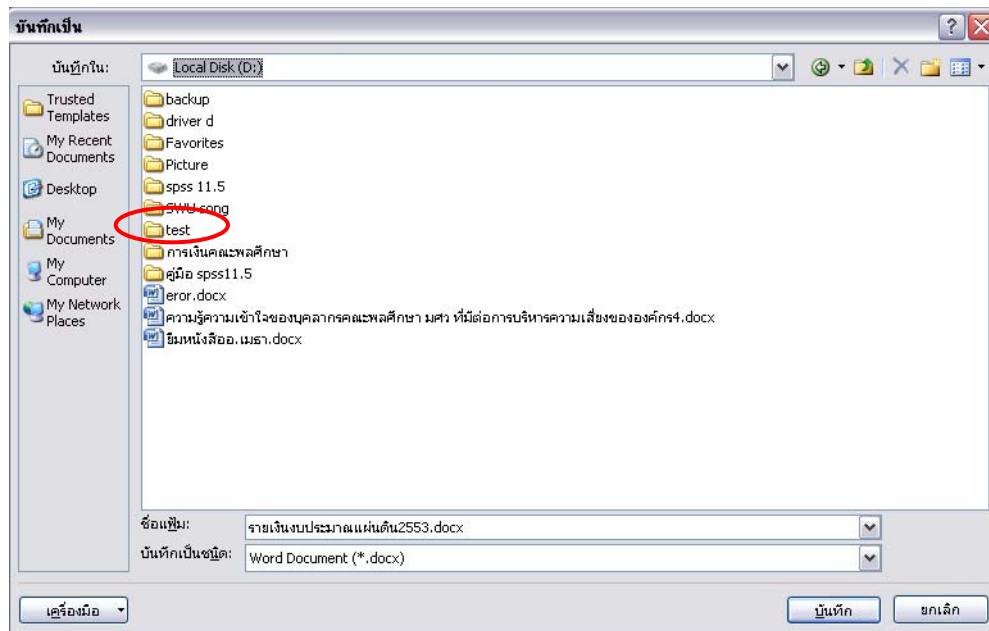 บันทึกเป็น
บันทึกใน:
Local Disk (D:)
Trusted
Templates
My Recent
Documents
Desktop
My
Documents
My
Computer
My Network
Places
backup
driver d
Favorites
Picture
spss 11.5
SWU song
test
การเงินคณะพลศึกษา
คู่มือ spss11.5
eror.docx
ความรู้ความเข้าใจของบุคลากรคณะพลศึกษา มศว ที่มีต่อการบริหารความเสี่ยงขององค์กร4.docx
ยืมหนังสืออ.เมธา.docx
ชื่อแฟ้ม:
รายเงินงบประมาณแผ่นดิน2553.docx
บันทึกเป็นชนิด:
Word Document (*.docx)
เครื่องมือ
บันทึก
ยกเลิก